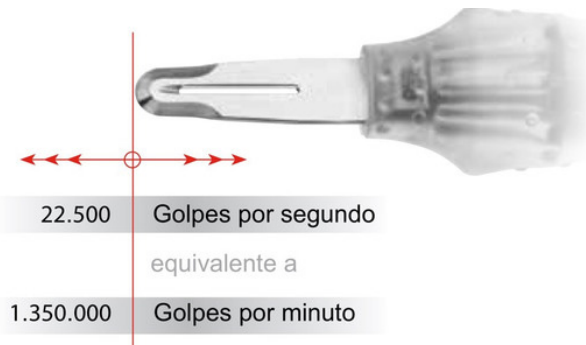 22.500 Golpes por segundo
equivalente a
1.350.000 Golpes por minuto